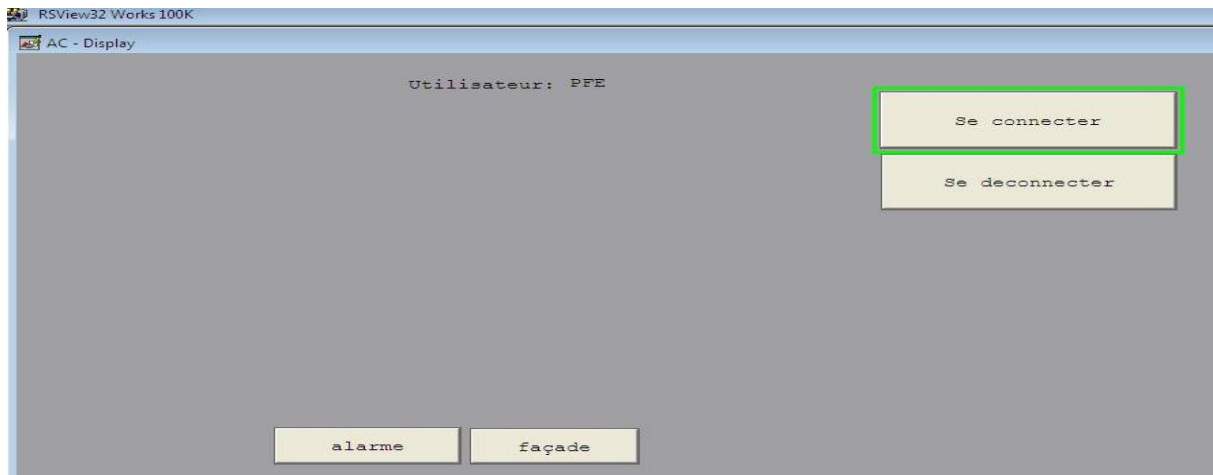 RSView32 Works 100K
AC - Display
Utilisateur: PFE
Se connecter
Se deconnecter
alarme
façade